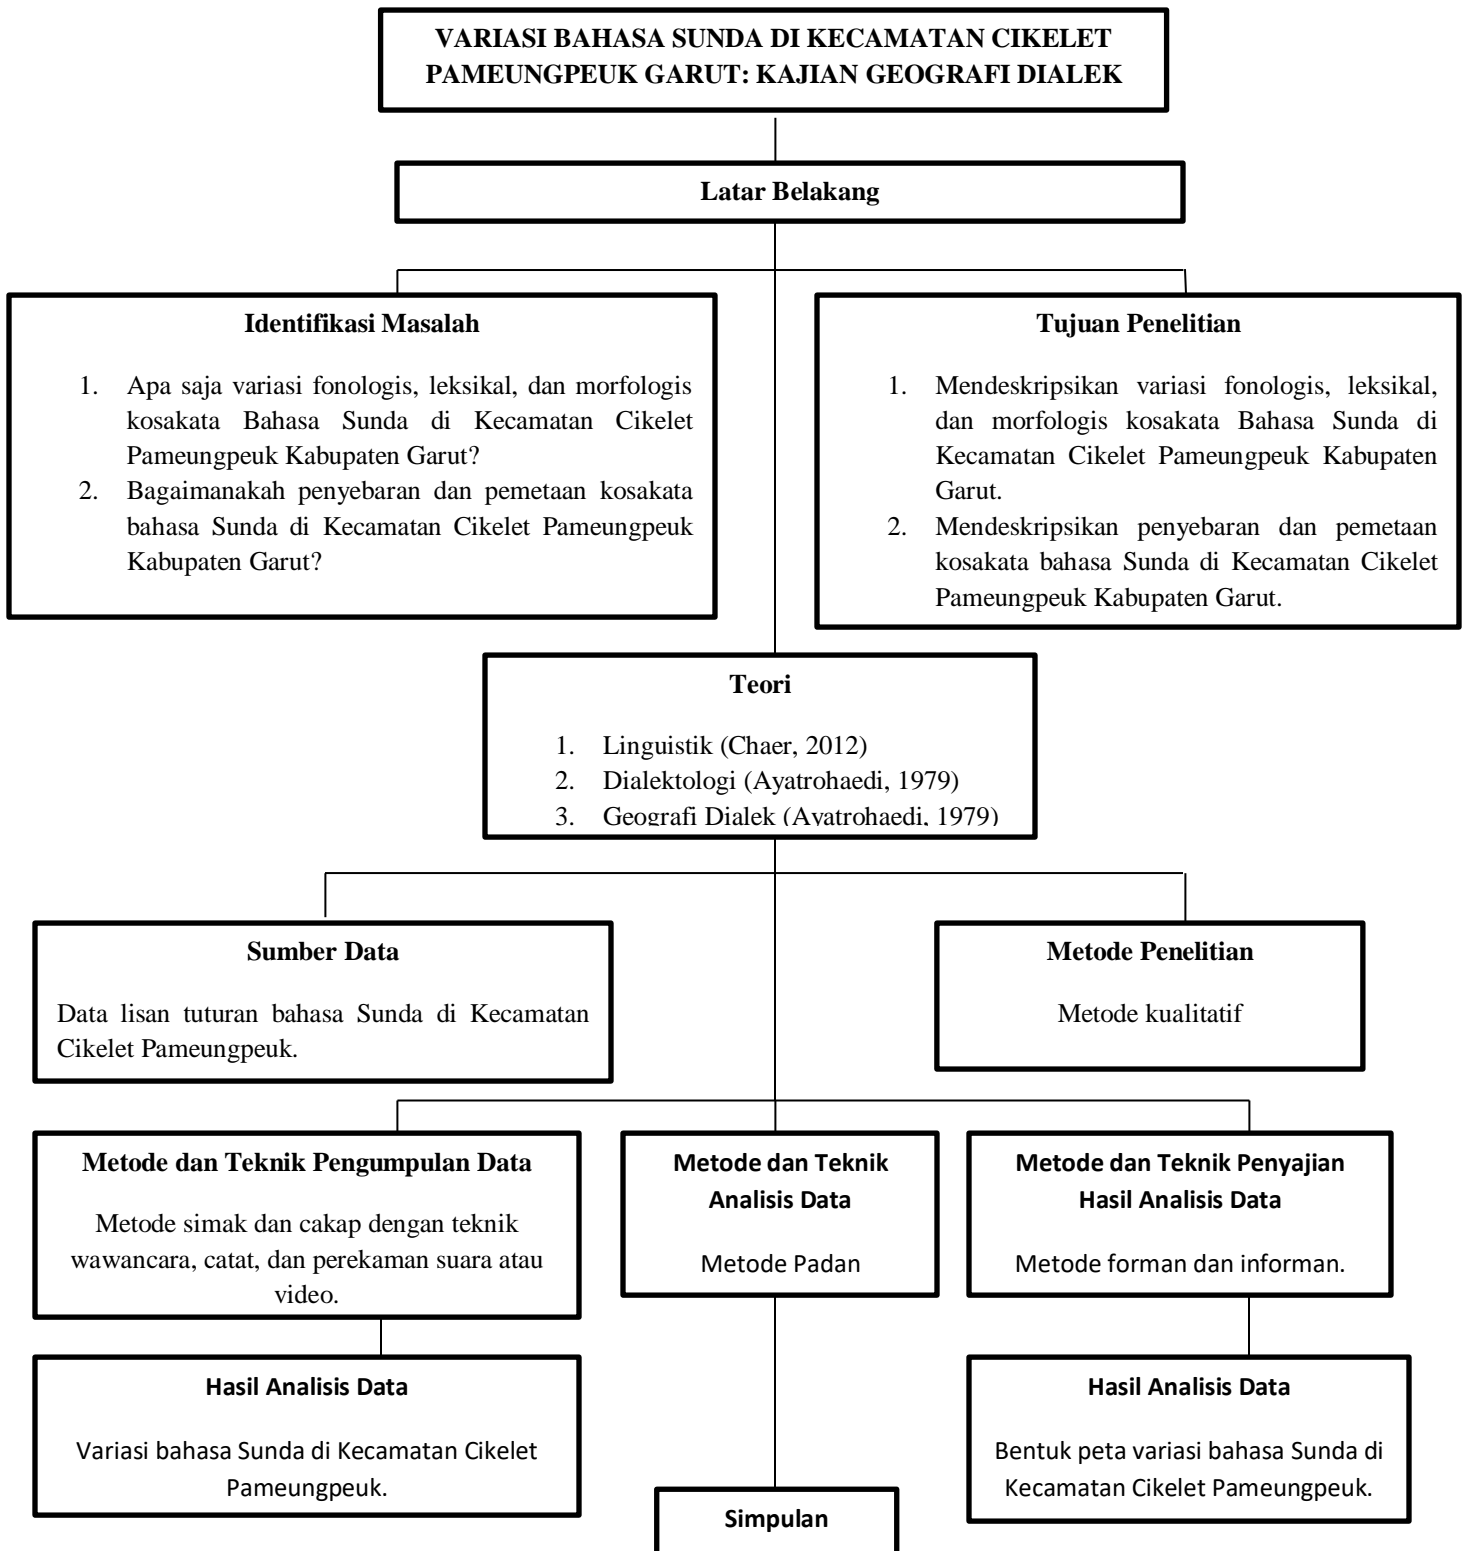 VARIASI BAHASA SUNDA DI KECAMATAN CIKELET
PAMEUNGPEUK GARUT: KAJIAN GEOGRAFI DIALEK
Latar Belakang
Identifikasi Masalah
1. Apa saja variasi fonologis, leksikal, dan morfologis
kosakata Bahasa Sunda di Kecamatan Cikelet
Pameungpeuk Kabupaten Garut?
2. Bagaimanakah penyebaran dan pemetaan kosakata
bahasa Sunda di Kecamatan Cikelet Pameungpeuk
Kabupaten Garut?
Tujuan Penelitian
1. Mendeskripsikan variasi fonologis, leksikal,
dan morfologis kosakata Bahasa Sunda di
Kecamatan Cikelet Pameungpeuk Kabupaten
Garut.
2. Mendeskripsikan penyebaran dan pemetaan
kosakata bahasa Sunda di Kecamatan Cikelet
Pameungpeuk Kabupaten Garut.
Teori
1. Linguistik (Chaer, 2012)
2. Dialektologi (Ayatrohaedi, 1979)
3. Geografi Dialek (Ayatrohaedi, 1979)
Sumber Data
Data lisan tuturan bahasa Sunda di Kecamatan
Cikelet Pameungpeuk.
Metode Penelitian
Metode kualitatif
Metode dan Teknik Pengumpulan Data
Metode simak dan cakap dengan teknik
wawancara, catat, dan perekaman suara atau
video.
Metode dan Teknik
Analisis Data
Metode Padan
Metode dan Teknik Penyajian
Hasil Analisis Data
Metode forman dan informan.
Hasil Analisis Data
Variasi bahasa Sunda di Kecamatan Cikelet
Pameungpeuk.
Hasil Analisis Data
Bentuk peta variasi bahasa Sunda di
Kecamatan Cikelet Pameungpeuk.
Simpulan